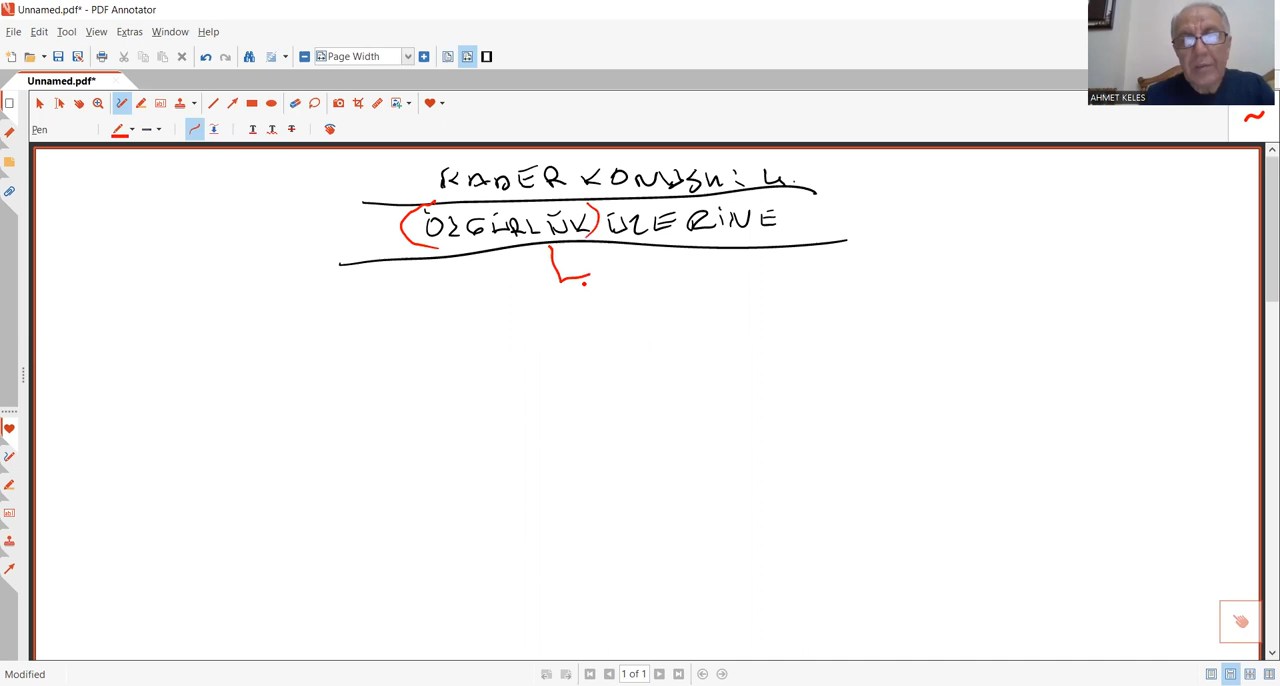 Unnamed.pdf* - PDF Annotator
File Edit Tool View Extras Window Help
Page Width
Unnamed.pdf*
AHMET KELES
Pen
KADER KONUSU : 4.
ÖZGÜRLÜK ÜZERİNE
Modified
1 of 1